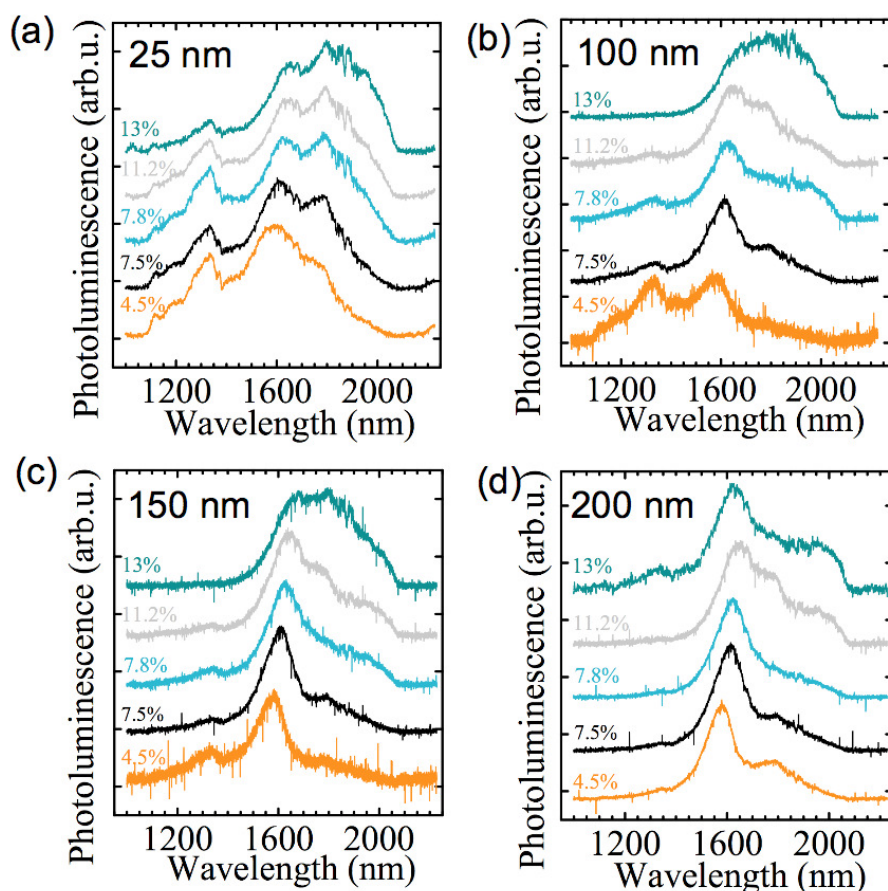 (a)
25 nm
Photoluminescence (arb.u.)
13%
11.2%
7.8%
7.5%
4.5%
1200 1600 2000
Wavelength (nm)
(b)
100 nm
Photoluminescence (arb.u.)
13%
11.2%
7.8%
7.5%
4.5%
1200 1600 2000
Wavelength (nm)
(c)
150 nm
Photoluminescence (arb.u.)
13%
11.2%
7.8%
7.5%
4.5%
1200 1600 2000
Wavelength (nm)
(d)
200 nm
Photoluminescence (arb.u.)
13%
11.2%
7.8%
7.5%
4.5%
1200 1600 2000
Wavelength (nm)